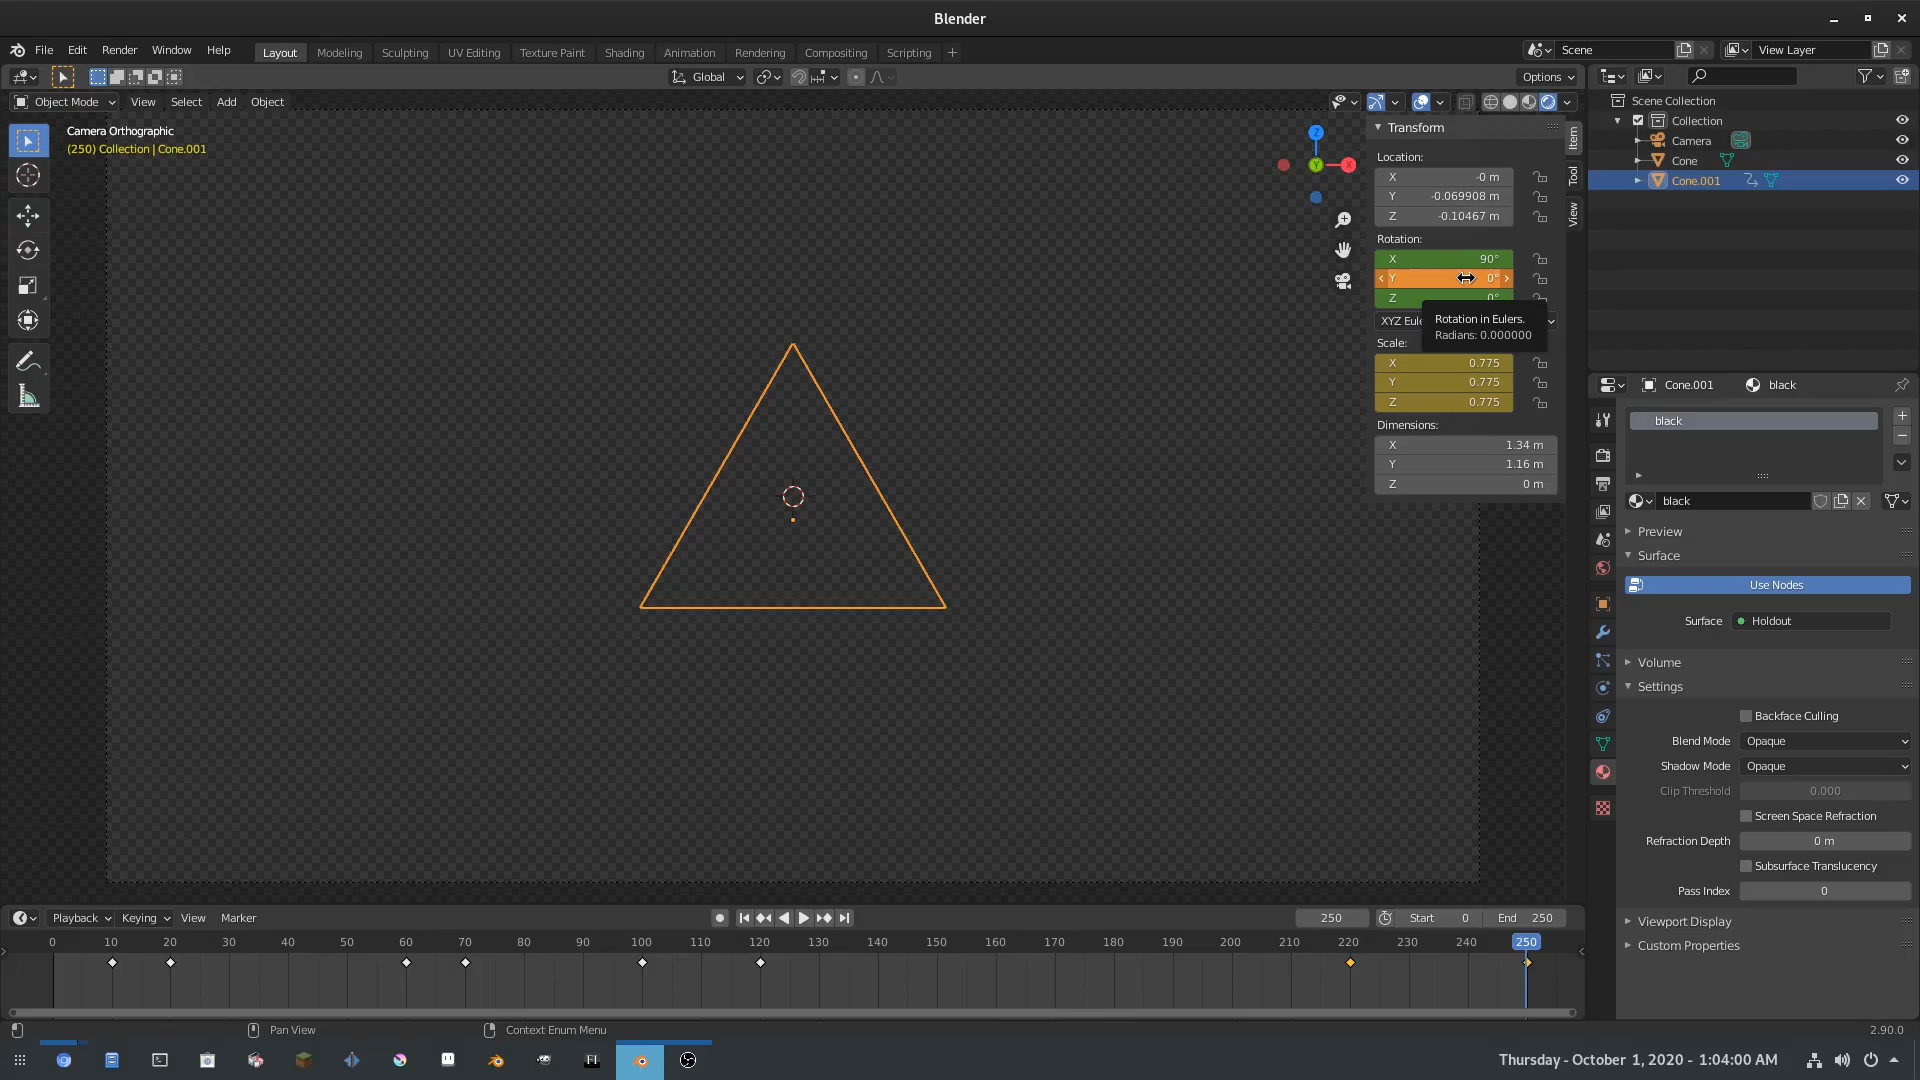 Blender
File Edit Render Window Help
Layout Modeling Sculpting UV Editing Texture Paint Shading Animation Rendering Compositing Scripting +
Scene
View Layer
Global
Options
Object Mode View Select Add Object
Camera Orthographic
(250) Collection | Cone.001
Z
Y
X
Transform
Location:
X -0 m
Y -0.069908 m
Z -0.10467 m
Rotation:
X 90°
Y 0°
Z 0°
XYZ Eule
Rotation in Eulers.
Radians: 0.000000
Scale:
X 0.775
Y 0.775
Z 0.775
Dimensions:
X 1.34 m
Y 1.16 m
Z 0 m
Item
Tool
View
Scene Collection
Collection
Camera
Cone
Cone.001
Cone.001 black
black
black
Preview
Surface
Use Nodes
Surface Holdout
Volume
Settings
Backface Culling
Blend Mode Opaque
Shadow Mode Opaque
Clip Threshold 0.000
Screen Space Refraction
Refraction Depth 0 m
Subsurface Translucency
Pass Index 0
Viewport Display
Custom Properties
Playback Keying View Marker
250 Start 0 End 250
0 10 20 30 40 50 60 70 80 90 100 110 120 130 140 150 160 170 180 190 200 210 220 230 240 250
Pan View
Context Enum Menu
2.90.0
Thursday - October 1, 2020 - 1:04:00 AM